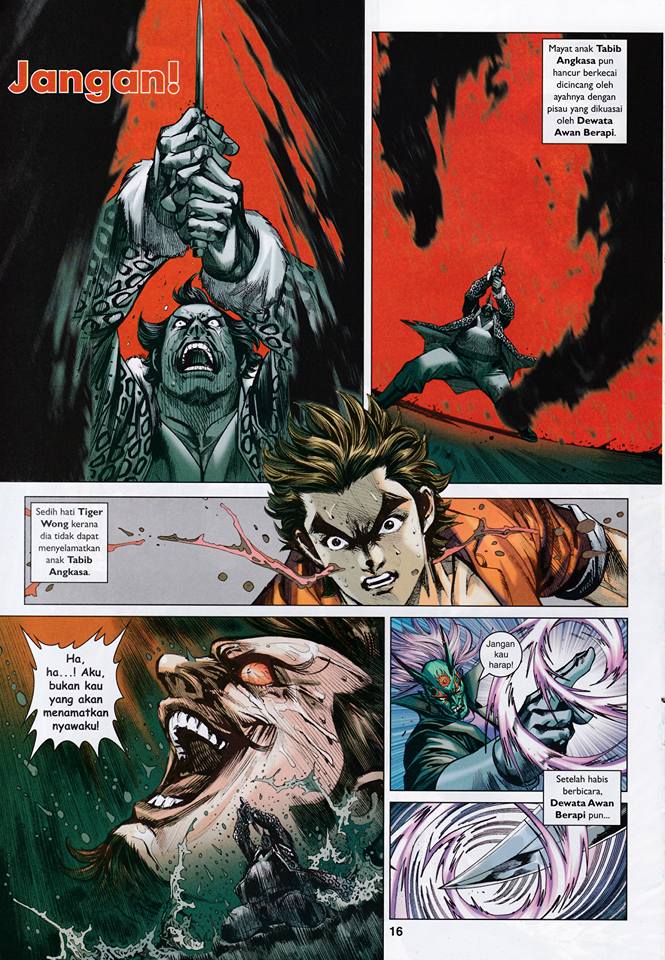 Jangan!
Mayat anak Tabib
Angkasa pun
hancur berkecai
dicincang oleh
ayahnya dengan
pisau yang dikuasai
oleh Dewata
Awan Berapi.
Sedih hati Tiger
Wong kerana
dia tidak dapat
menyelamatkan
anak Tabib
Angkasa.
Ha,
ha...! Aku,
bukan kau
yang akan
menamatkan
nyawaku!
Jangan
kau
harap!
Setelah habis
berbicara,
Dewata Awan
Berapi pun...
16